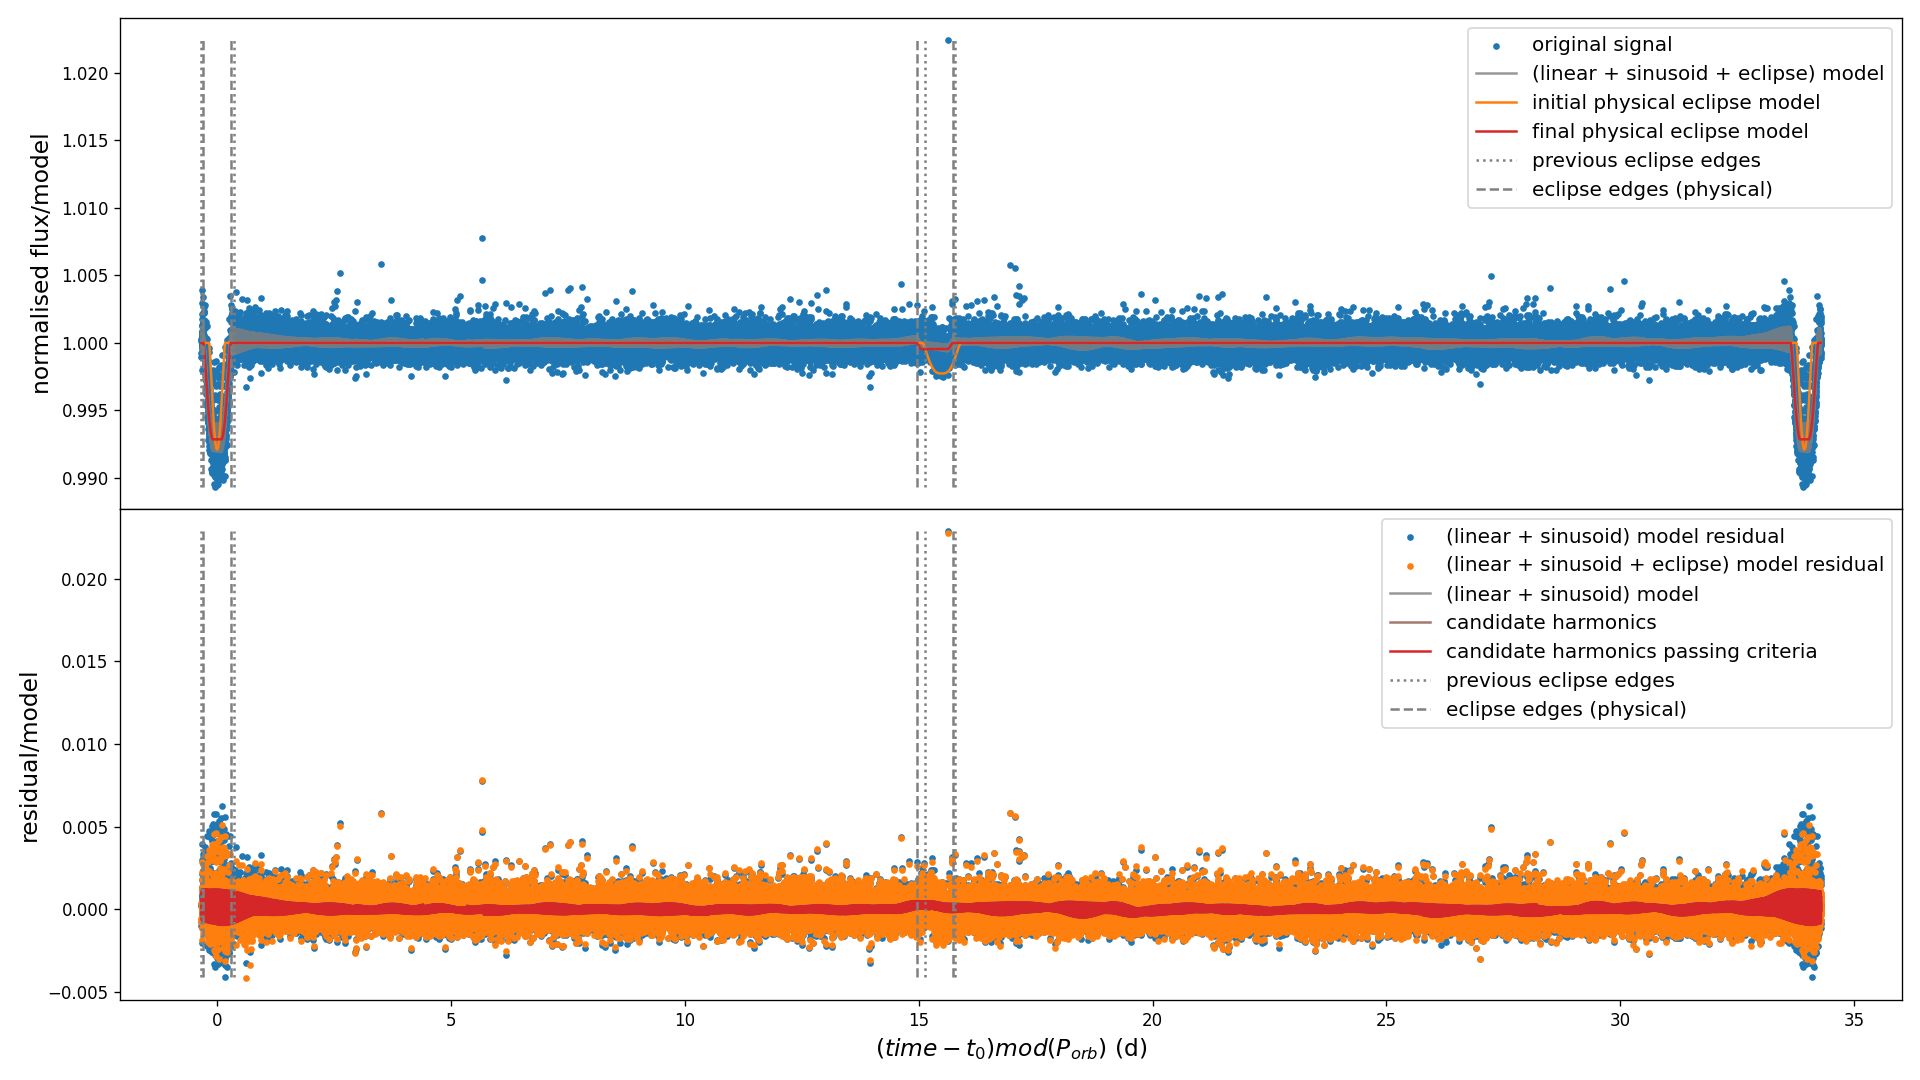 normalised flux/model
1.020
1.015
1.010
1.005
1.000
0.995
0.990
original signal
(linear + sinusoid + eclipse) model
initial physical eclipse model
final physical eclipse model
previous eclipse edges
eclipse edges (physical)
residual/model
0.020
0.015
0.010
0.005
0.000
−0.005
(linear + sinusoid) model residual
(linear + sinusoid + eclipse) model residual
(linear + sinusoid) model
candidate harmonics
candidate harmonics passing criteria
previous eclipse edges
eclipse edges (physical)
0 5 10 15 20 25 30 35
(time − t₀)mod(P_orb) (d)